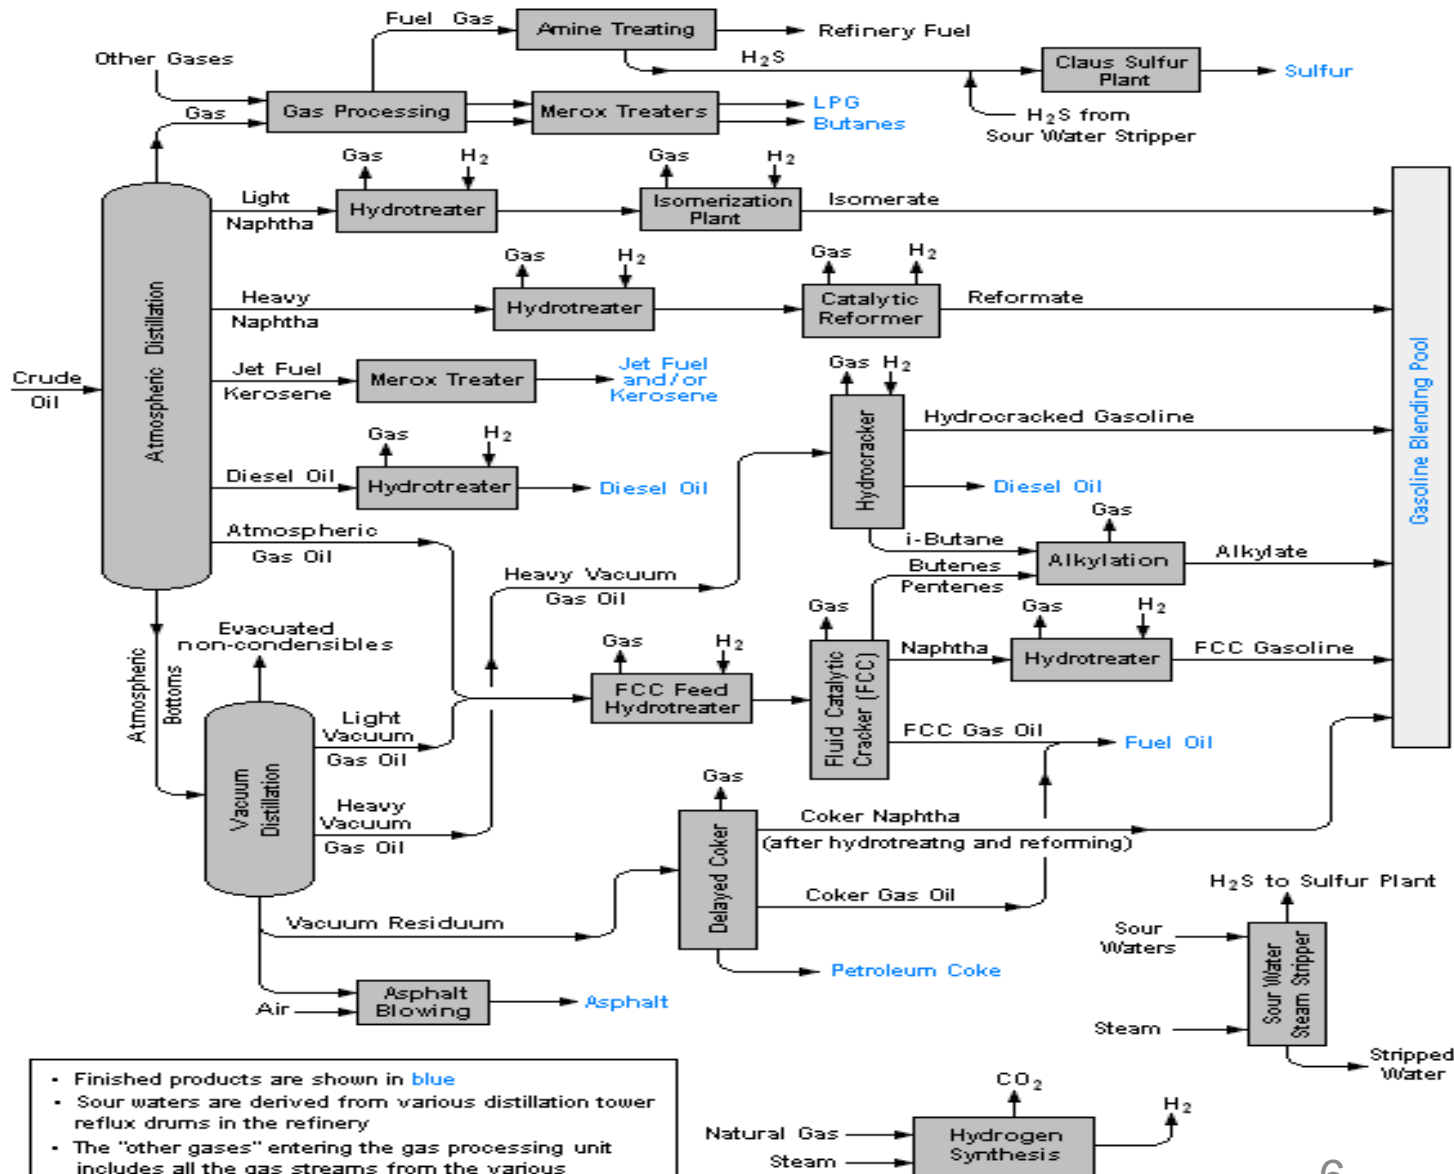 Fuel Gas
Amine Treating
Refinery Fuel
Other Gases
H2S
Claus Sulfur
Plant
Sulfur
Gas
Gas Processing
Merox Treaters
LPG
Butanes
H2S from
Sour Water Stripper
Gas
H2
Gas
H2
Light
Naphtha
Hydrotreater
Isomerization
Plant
Isomerate
Gas
H2
Gas
H2
Heavy
Naphtha
Hydrotreater
Catalytic
Reformer
Reformate
Crude
Oil
Atmospheric Distillation
Jet Fuel
Kerosene
Merox Treater
Jet Fuel
and/or
Kerosene
Gas
H2
Hydrocracker
Hydrocracked Gasoline
Diesel Oil
Gasoline Blending Pool
Gas
H2
Diesel Oil
Hydrotreater
Diesel Oil
Atmospheric
Gas Oil
Heavy Vacuum
Gas Oil
i-Butane
Butenes
Pentenes
Gas
Alkylation
Alkylate
Atmospheric
Bottoms
Evacuated
non-condensibles
Gas
H2
FCC Feed
Hydrotreater
Gas
Fluid Catalytic
Cracker (FCC)
Naphtha
Gas
H2
Hydrotreater
FCC Gasoline
FCC Gas Oil
Fuel Oil
Vacuum
Distillation
Light
Vacuum
Gas Oil
Heavy
Vacuum
Gas Oil
Gas
Delayed Coker
Coker Naphtha
(after hydrotreatng and reforming)
Coker Gas Oil
Petroleum Coke
Vacuum Residuum
Air
Asphalt
Blowing
Asphalt
H2S to Sulfur Plant
Sour
Waters
Sour Water
Steam Stripper
Steam
Stripped
Water
• Finished products are shown in blue
• Sour waters are derived from various distillation tower
reflux drums in the refinery
• The "other gases" entering the gas processing unit
includes all the gas streams from the various
CO2
H2
Natural Gas
Steam
Hydrogen
Synthesis
6